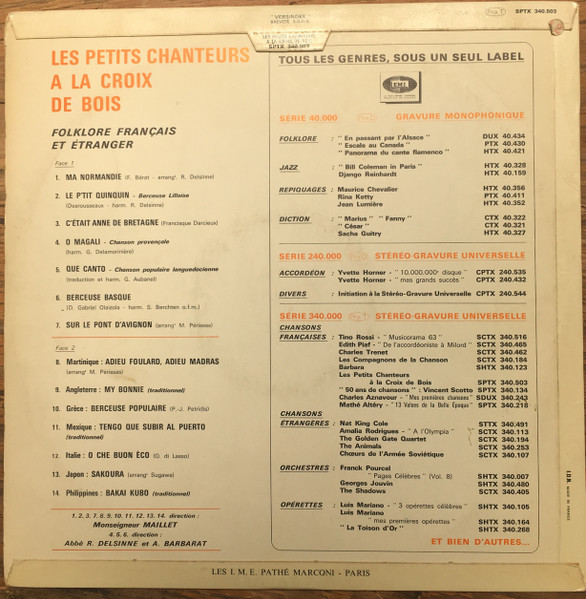 " VERSINDEX "
BREVETÉ S.G.D.G.
SPTX 340.503
LES PETITS CHANTEURS
A LA CROIX
DE BOIS
FOLKLORE FRANÇAIS
ET ÉTRANGER
Face 1
1. MA NORMANDIE (F. Bérat - arrangt R. Delsinne)
2. LE P'TIT QUINQUIN - Berceuse Lilloise
(Desrousseaux - harm. R. Delsinne)
3. C'ÉTAIT ANNE DE BRETAGNE (Francisque Darcieux)
4. O MAGALI - Chanson provençale
(harm. G. Delamorinière)
5. QUE CANTO - Chanson populaire languedocienne
(traduction et harm. G. Aubanel)
6. BERCEUSE BASQUE
(D. Gabriel Olaizola - harm. S. Berchten o.f.m.)
7. SUR LE PONT D'AVIGNON (arrangt M. Périssas)
Face 2
8. Martinique : ADIEU FOULARD, ADIEU MADRAS
(arrangt M. Périssas)
9. Angleterre : MY BONNIE (traditionnel)
10. Grèce : BERCEUSE POPULAIRE (P.-J. Petridis)
11. Mexique : TENGO QUE SUBIR AL PUERTO
(traditionnel)
12. Italie : O CHE BUON ÉCO (O. di Lasso)
13. Japon : SAKOURA (arrangt Sugawa)
14. Philippines : BAKAI KUBO (traditionnel)
1. 2. 3. 7. 8. 9. 10. 11. 12. 13. 14. direction :
Monseigneur MAILLET
4. 5. 6. direction :
Abbé R. DELSINNE et A. BARBARAT
TOUS LES GENRES, SOUS UN SEUL LABEL
EMI
SÉRIE 40.000 GRAVURE MONOPHONIQUE
FOLKLORE : " En passant par l'Alsace " DUX 40.434
" Escale au Canada " PTX 40.430
" Panorama du cante flamenco " HTX 40.421
JAZZ : " Bill Coleman in Paris " HTX 40.328
Django Reinhardt HTX 40.159
REPIQUAGES : Maurice Chevalier HTX 40.356
Rina Ketty PTX 40.411
Jean Lumière HTX 40.352
DICTION : " Marius " " Fanny " CTX 40.322
" César " CTX 40.321
Sacha Guitry HTX 40.327
SÉRIE 240.000 STÉRÉO-GRAVURE UNIVERSELLE
ACCORDÉON : Yvette Horner - " 10.000.000e disque " CPTX 240.535
Yvette Horner - " mes grands succès " CPTX 240.432
DIVERS : Initiation à la Stéréo-Gravure Universelle CPTX 240.544
SÉRIE 340.000 STÉRÉO-GRAVURE UNIVERSELLE
CHANSONS
FRANÇAISES : Tino Rossi - " Musicorama 63 " SCTX 340.516
Edith Piaf - " De l'accordéoniste à Milord " SCTX 340.465
Charles Trenet SCTX 340.462
Les Compagnons de la Chanson SCTX 340.184
Barbara SHTX 340.123
Les Petits Chanteurs
à la Croix de Bois SPTX 340.503
" 50 ans de chansons " : Vincent Scotto SPTX 340.134
Charles Aznavour - " Mes premières chansons " SDUX 340.243
Mathé Altéry - " 13 Valses de la Belle Époque " SPTX 340.218
CHANSONS
ÉTRANGÈRES : Nat King Cole STTX 340.491
Amalia Rodrigues - " A l'Olympia " SCTX 340.113
The Golden Gate Quartet SCTX 340.194
The Animals SCTX 340.253
Chœurs de l'Armée Soviétique SCTX 340.107
ORCHESTRES : Franck Pourcel
" Pages Célèbres " (Vol. 8) SHTX 340.007
Georges Jouvin SHTX 340.480
The Shadows SCTX 340.405
OPÉRETTES : Luis Mariano - " 3 opérettes célèbres " SHTX 340.105
Luis Mariano
" mes premières opérettes " SHTX 340.164
" La Toison d'Or " SHTX 340.268
ET BIEN D'AUTRES...
LES I. M. E. PATHÉ MARCONI - PARIS